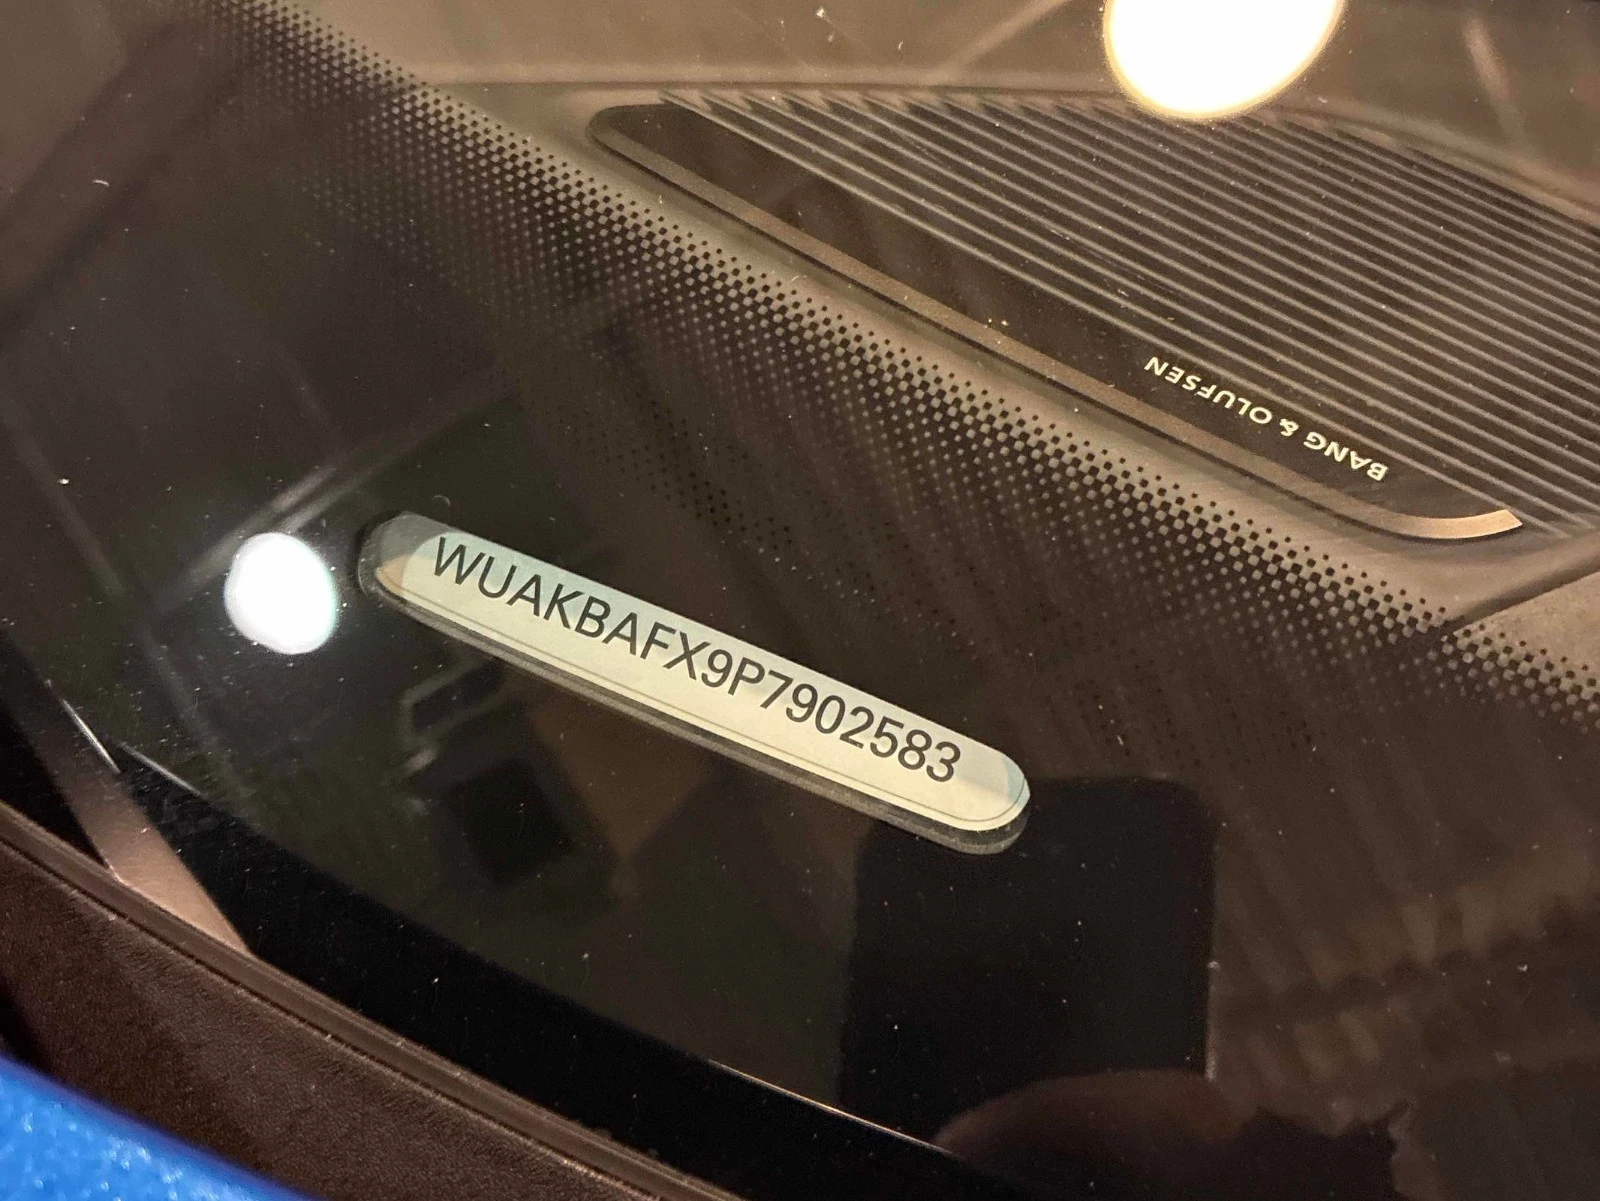 BANG & OLUFSEN
WUAKBAFX9P7902583